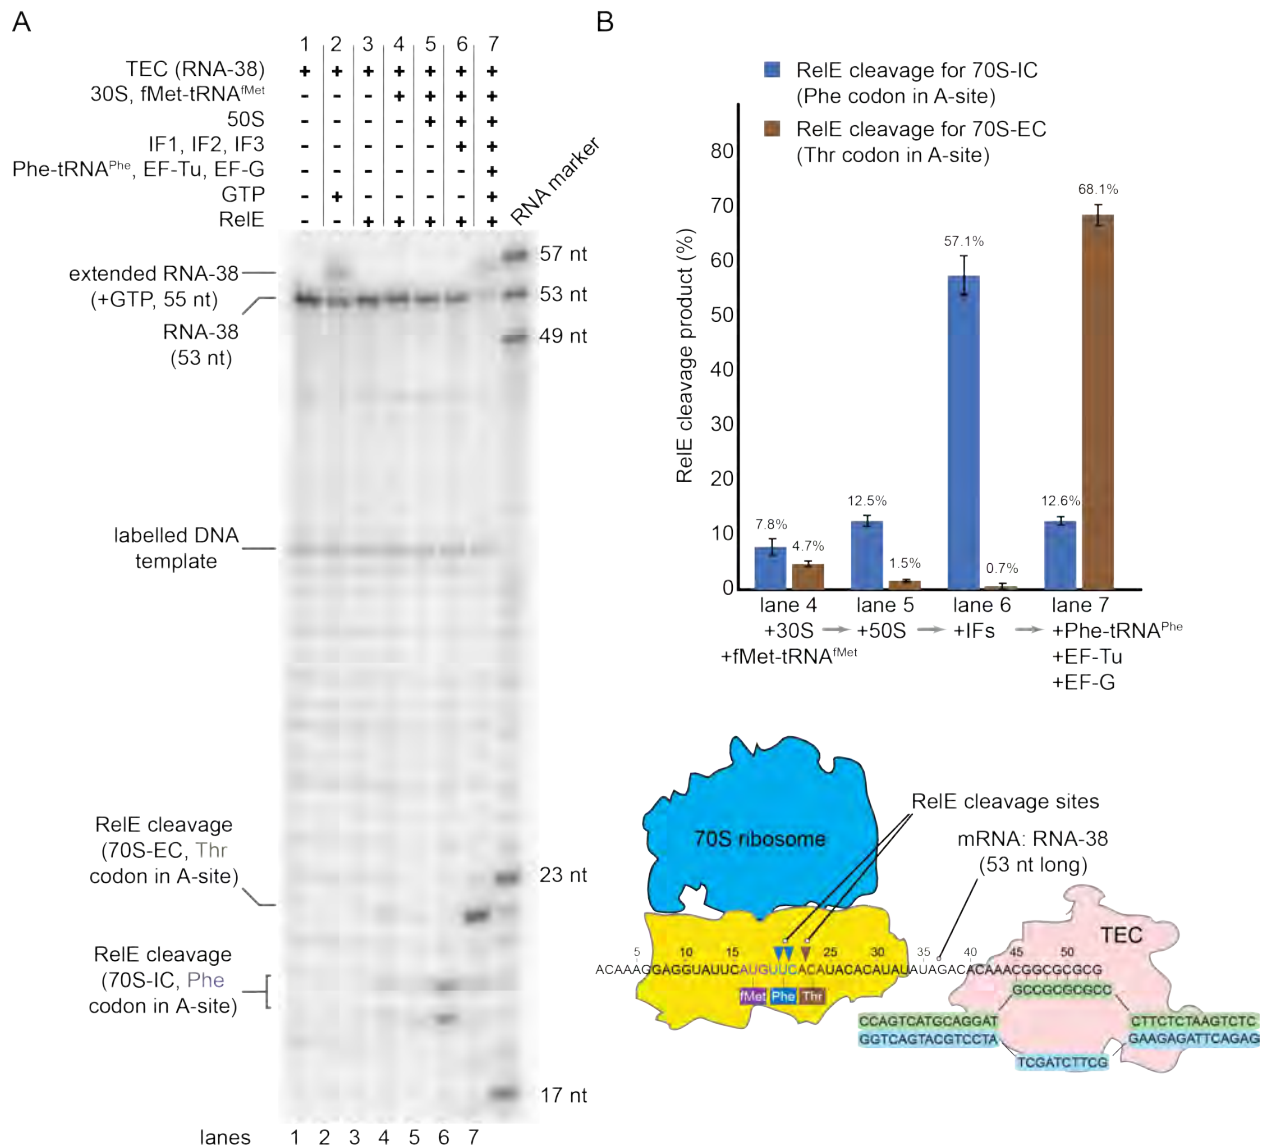 A
1 2 3 4 5 6 7
TEC (RNA-38) + + + + + + +
30S, fMet-tRNAfMet - - - + + + +
50S - - - - + + +
IF1, IF2, IF3 - - - - - + +
Phe-tRNAPhe, EF-Tu, EF-G - - - - - - +
GTP - + - - - - +
RelE - - + + + + +
RNA marker
57 nt
extended RNA-38
(+GTP, 55 nt)
53 nt
RNA-38
(53 nt)
49 nt
labelled DNA
template
RelE cleavage
(70S-EC, Thr
codon in A-site)
23 nt
RelE cleavage
(70S-IC, Phe
codon in A-site)
17 nt
lanes 1 2 3 4 5 6 7
B
RelE cleavage for 70S-IC
(Phe codon in A-site)
RelE cleavage for 70S-EC
(Thr codon in A-site)
RelE cleavage product (%)
80
70
60
50
40
30
20
10
0
7.8%
4.7%
12.5%
1.5%
57.1%
0.7%
12.6%
68.1%
lane 4 lane 5 lane 6 lane 7
+30S → +50S → +IFs → +Phe-tRNAPhe
+fMet-tRNAfMet +EF-Tu
+EF-G
RelE cleavage sites
70S ribosome
mRNA: RNA-38
(53 nt long)
TEC
5 10 15 25 30 35 40 45 50
ACAAAGGAGGUAUUCAUGUUCACAUACACAUAUAUAGACACAAACGGCGCGCG
fMet Phe Thr
GCCGCGCGCC
CCAGTCATGCAGGAT CTTCTCTAAGTCTC
GGTCAGTACGTCCTA GAAGAGATTCAGAG
TCGATCTTCG